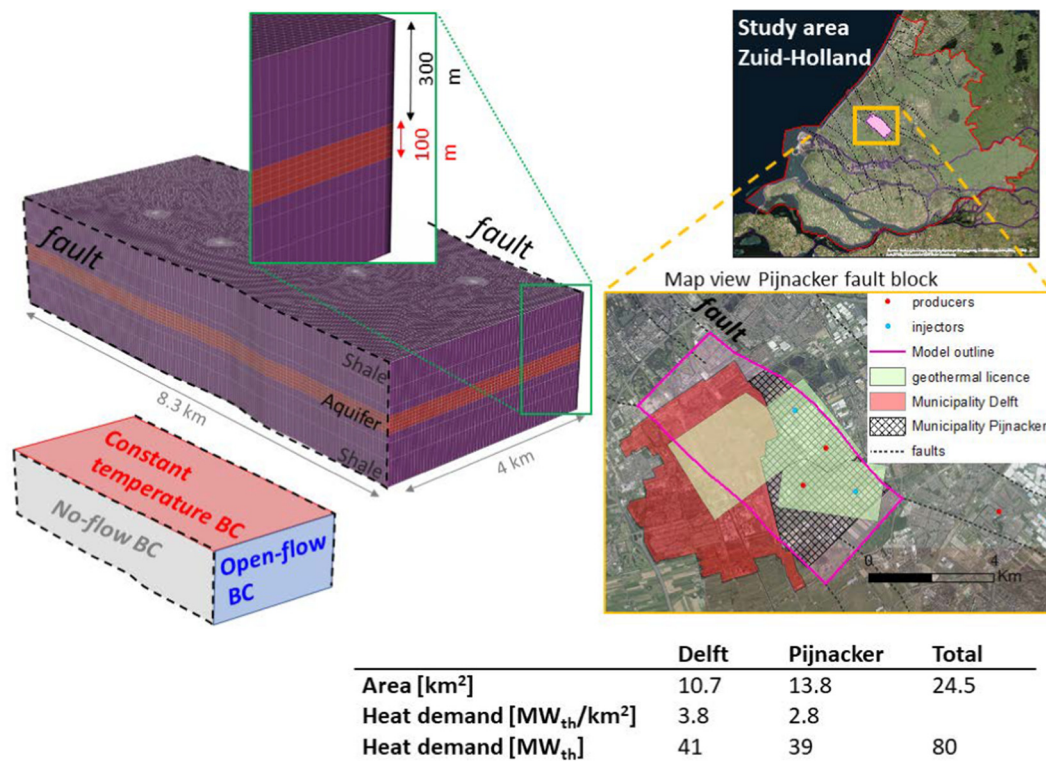 300
m
100
m
fault
fault
Shale
Aquifer
Shale
8.3 km
4 km
Constant
temperature BC
No-flow BC
Open-flow
BC
Study area
Zuid-Holland
Map view Pijnacker fault block
fault
producers
injectors
Model outline
geothermal licence
Municipality Delft
Municipality Pijnacker
faults
0 4
Km
Delft Pijnacker Total
Area [km²] 10.7 13.8 24.5
Heat demand [MWth/km²] 3.8 2.8
Heat demand [MWth] 41 39 80